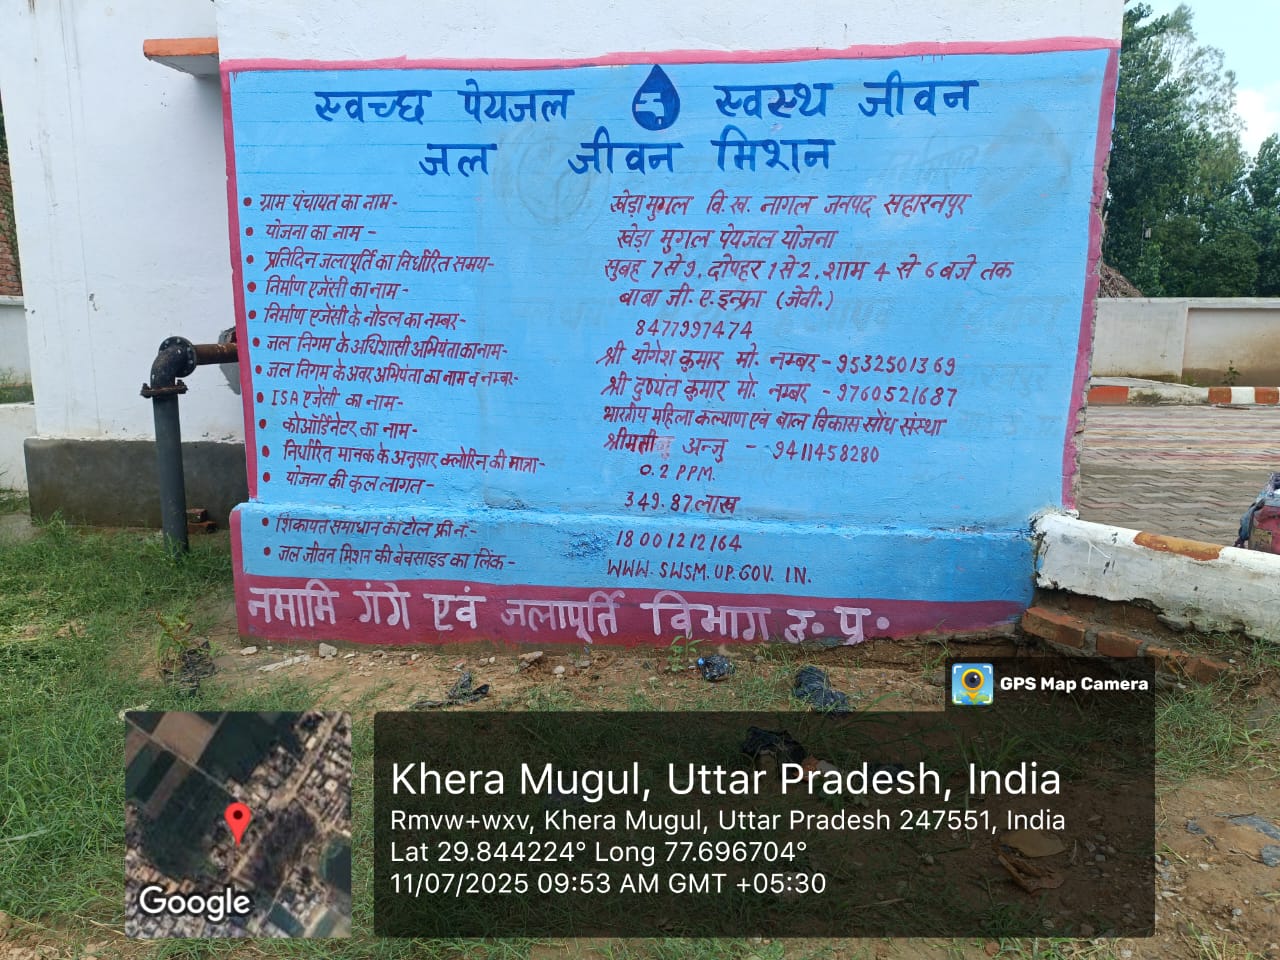 स्वच्छ पेयजल स्वस्थ जीवन
जल जीवन मिशन
• ग्राम पंचायत का नाम- खेड़ा मुगल वि.ख. नागल जनपद सहारनपुर
• योजना का नाम - खेड़ा मुगल पेयजल योजना
• प्रतिदिन जलापूर्ति का निर्धारित समय- सुबह 7 से 9, दोपहर 1 से 2, शाम 4 से 6 बजे तक
• निर्माण एजेंसी का नाम- बाबा जी. ए. इन्फ्रा (जेवी.)
• निर्माण एजेंसी के नोडल का नम्बर- 8477997474
• जल निगम के अधिशासी अभियंता का नाम- श्री योगेश कुमार मो. नम्बर - 9532501369
• जल निगम के अवर अभियंता का नाम व नम्बर- श्री दुष्यंत कुमार मो. नम्बर - 9760521687
• ISA एजेंसी का नाम- भारतीय महिला कल्याण एवं बाल विकास संस्था
• कोऑर्डिनेटर का नाम- अन्जु - 9411458280
• निर्धारित मानक के अनुसार क्लोरिन की मात्रा- 0.2 PPM.
• योजना की कुल लागत- 349.87 लाख
• शिकायत समाधान का टोल फ्री नं.- 18001212164
• जल जीवन मिशन की बेवसाइड का लिंक- WWW.SWSM.UP.GOV.IN.
नमामि गंगे एवं जलापूर्ति विभाग उ.प्र.
GPS Map Camera
Khera Mugul, Uttar Pradesh, India
Rmvw+wxv, Khera Mugul, Uttar Pradesh 247551, India
Lat 29.844224° Long 77.696704°
11/07/2025 09:53 AM GMT +05:30
Google